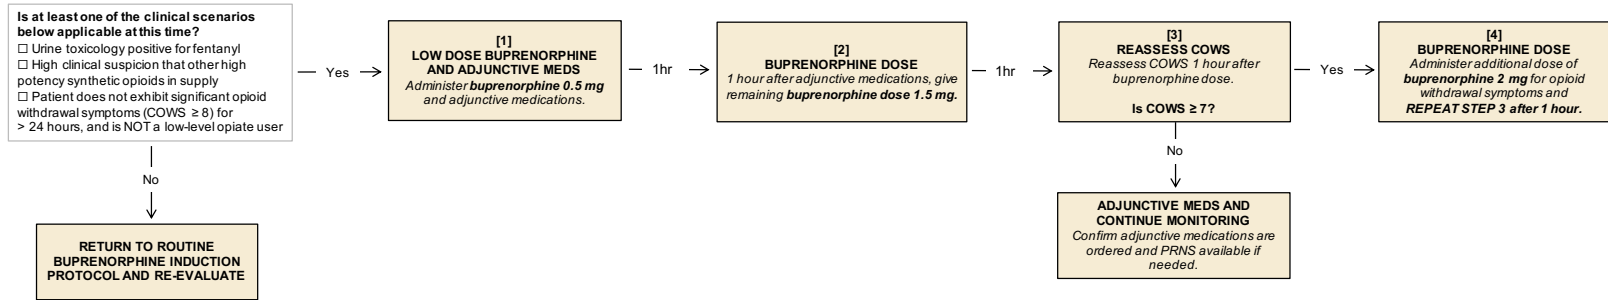 Is at least one of the clinical scenarios
below applicable at this time?
☐ Urine toxicology positive for fentanyl
☐ High clinical suspicion that other high
potency synthetic opioids in supply
☐ Patient does not exhibit significant opioid
withdrawal symptoms (COWS ≥ 8) for
> 24 hours, and is NOT a low-level opiate user
Yes
[1]
LOW DOSE BUPRENORPHINE
AND ADJUNCTIVE MEDS
Administer buprenorphine 0.5 mg
and adjunctive medications.
1hr
[2]
BUPRENORPHINE DOSE
1 hour after adjunctive medications, give
remaining buprenorphine dose 1.5 mg.
1hr
[3]
REASSESS COWS
Reassess COWS 1 hour after
buprenorphine dose.
Is COWS ≥ 7?
Yes
[4]
BUPRENORPHINE DOSE
Administer additional dose of
buprenorphine 2 mg for opioid
withdrawal symptoms and
REPEAT STEP 3 after 1 hour.
No
RETURN TO ROUTINE
BUPRENORPHINE INDUCTION
PROTOCOL AND RE-EVALUATE
No
ADJUNCTIVE MEDS AND
CONTINUE MONITORING
Confirm adjunctive medications are
ordered and PRNS available if
needed.